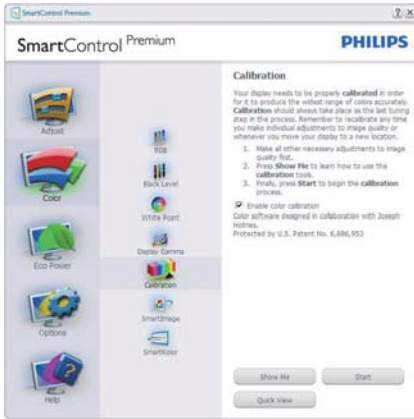 SmartControl Premium
SmartControl Premium
PHILIPS
Adjust
Color
Eco Power
Options
Help
RGB
Black Level
White Point
Display Gamma
Calibration
SmartImage
SmartKolor
Calibration
Your display needs to be properly calibrated in order
for it to produce the widest range of colors accurately.
Calibration should always take place as the last tuning
step in the process. Remember to recalibrate any time
you make individual adjustments to image quality or
whenever you move your display to a new location.
1. Make all other necessary adjustments to image
quality first.
2. Press Show Me to learn how to use the
calibration tools.
3. Finally, press Start to begin the calibration
process.
Enable color calibration
Color software designed in collaboration with Joseph
Holmes.
Protected by U.S. Patent No. 6,686,953
Show Me
Start
Quick View